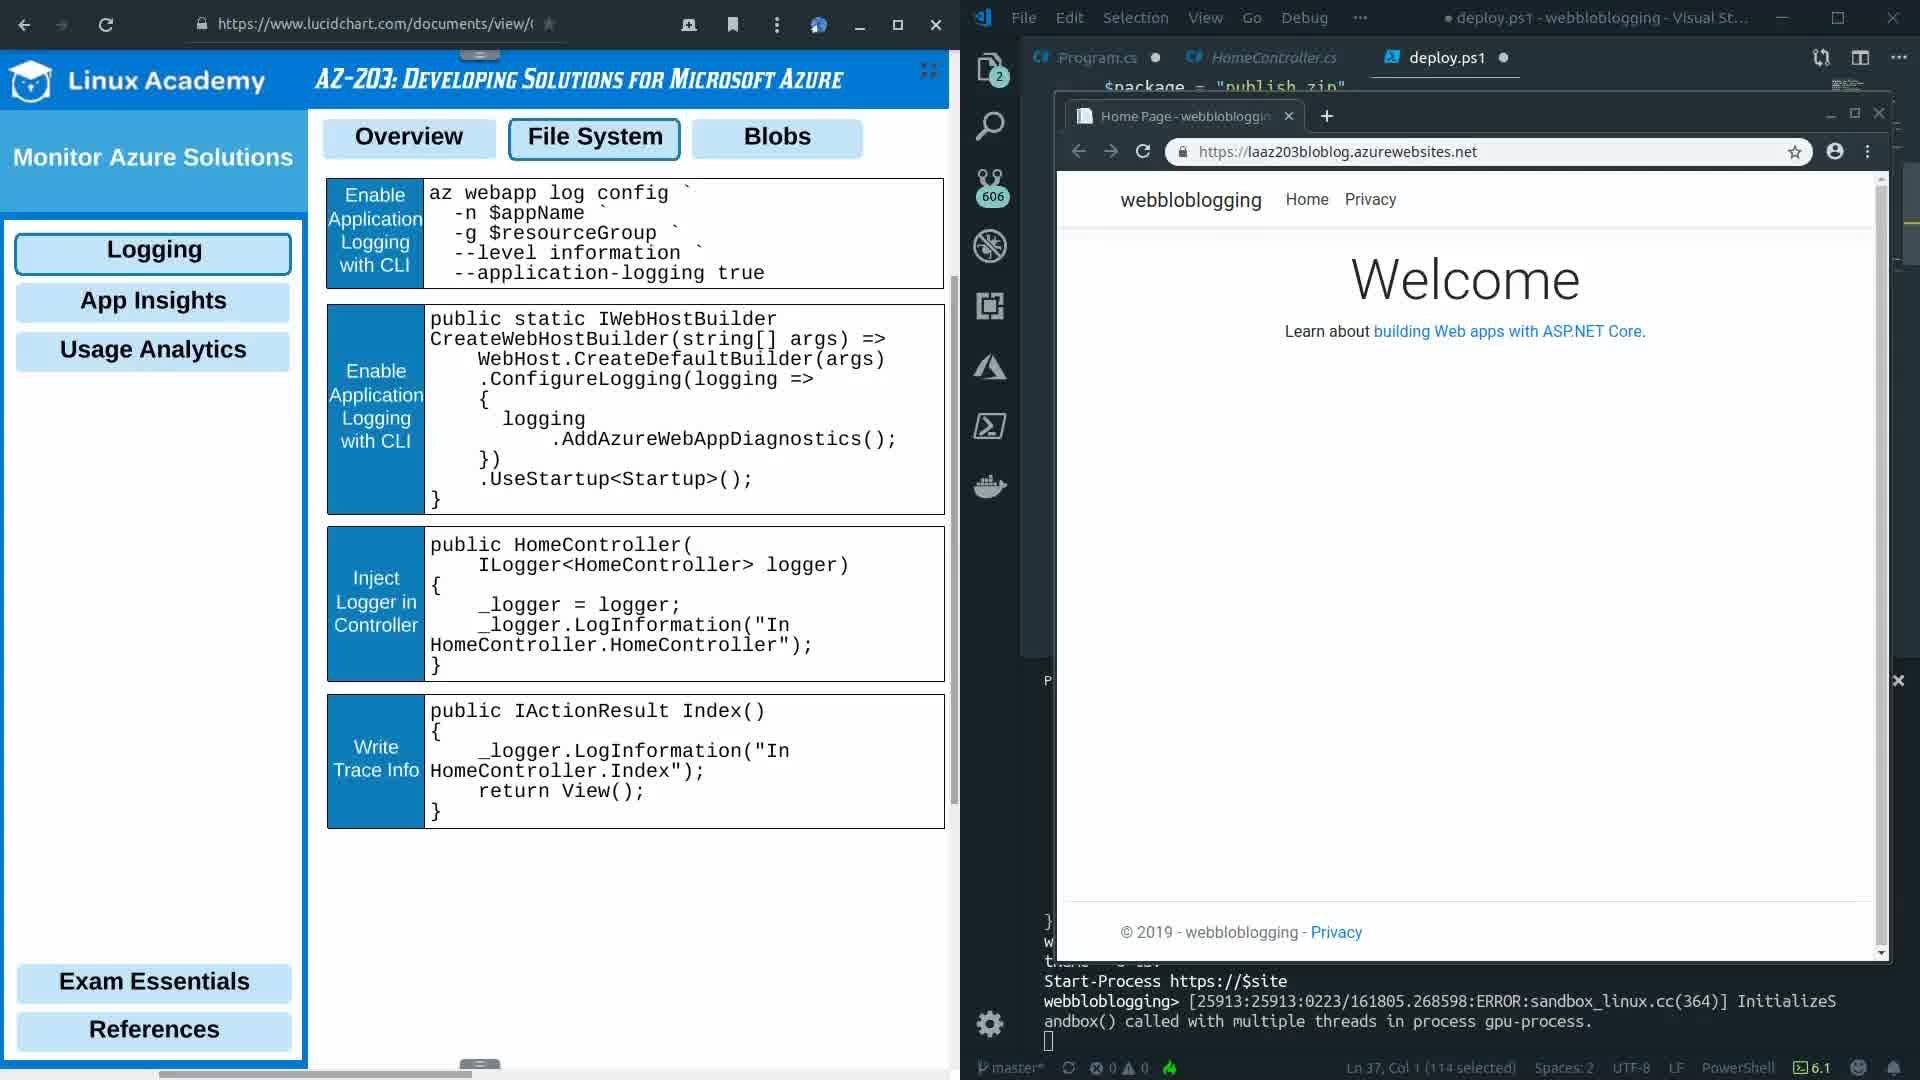 https://www.lucidchart.com/documents/view/
Linux Academy
AZ-203: Developing Solutions for Microsoft Azure
Monitor Azure Solutions
Logging
App Insights
Usage Analytics
Exam Essentials
References
Overview
File System
Blobs
Enable
Application
Logging
with CLI
az webapp log config `
-n $appName `
-g $resourceGroup `
--level information `
--application-logging true
Enable
Application
Logging
with CLI
public static IWebHostBuilder
CreateWebHostBuilder(string[] args) =>
WebHost.CreateDefaultBuilder(args)
.ConfigureLogging(logging =>
{
logging
.AddAzureWebAppDiagnostics();
})
.UseStartup<Startup>();
}
Inject
Logger in
Controller
public HomeController(
ILogger<HomeController> logger)
{
_logger = logger;
_logger.LogInformation("In
HomeController.HomeController");
}
Write
Trace Info
public IActionResult Index()
{
_logger.LogInformation("In
HomeController.Index");
return View();
}
File Edit Selection View Go Debug ···
● deploy.ps1 - webbloblogging - Visual St...
Program.cs
HomeController.cs
deploy.ps1
2
606
$package = "publish.zip"
Home Page - webbloblogging
https://laaz203bloblog.azurewebsites.net
webbloblogging Home Privacy
Welcome
Learn about building Web apps with ASP.NET Core.
© 2019 - webbloblogging - Privacy
P
}
w
Start-Process https://$site
webbloblogging> [25913:25913:0223/161805.268598:ERROR:sandbox_linux.cc(364)] InitializeS
andbox() called with multiple threads in process gpu-process.
master* 0 0 Ln 37, Col 1 (114 selected) Spaces: 2 UTF-8 LF PowerShell 6.1